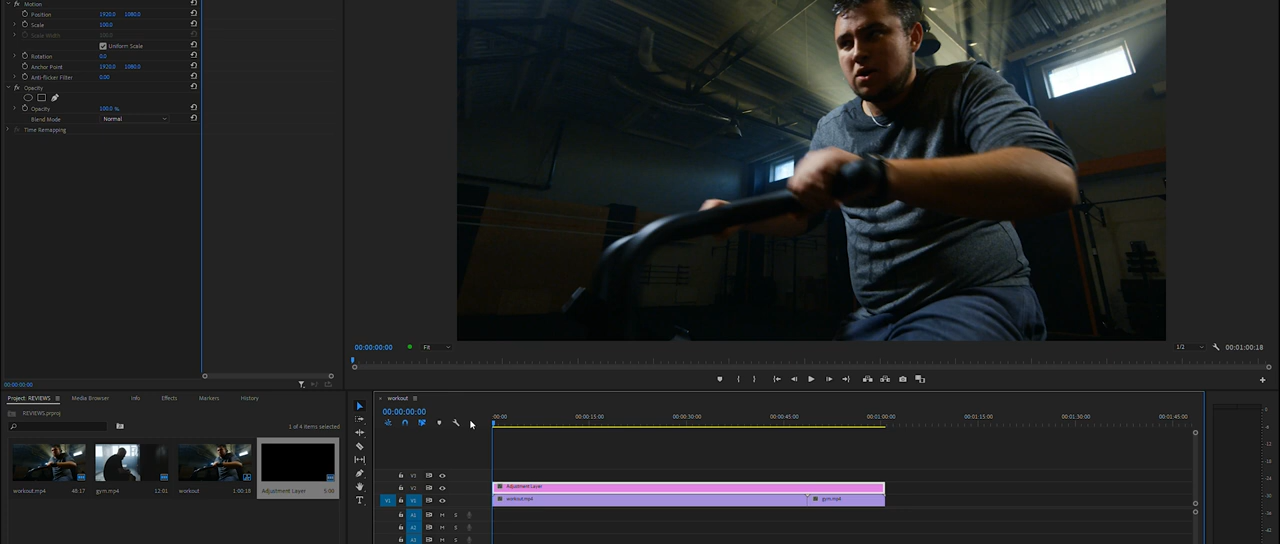 Motion
Position 1920.0 1080.0
Scale 100.0
Scale Width 100.0
Uniform Scale
Rotation 0.0
Anchor Point 1920.0 1080.0
Anti-flicker Filter 0.00
fx Opacity
Opacity 100.0 %
Blend Mode Normal
Time Remapping
00:00:00:00 Fit 1/2 00:01:00:18
00:00:00:00
Project: REVIEWS Media Browser Info Effects Markers History
REVIEWS.prproj
1 of 4 items selected
workout.mp4 48:17 gym.mp4 12:01 workout 1:00:18 Adjustment Layer 5:00
workout
00:00:00:00
:00:00 00:00:15:00 00:00:30:00 00:00:45:00 00:01:00:00 00:01:15:00 00:01:30:00 00:01:45:00
V3
V2 Adjustment Layer
V1 V1 workout.mp4 gym.mp4
A1 M S
A2 M S
A3 M S